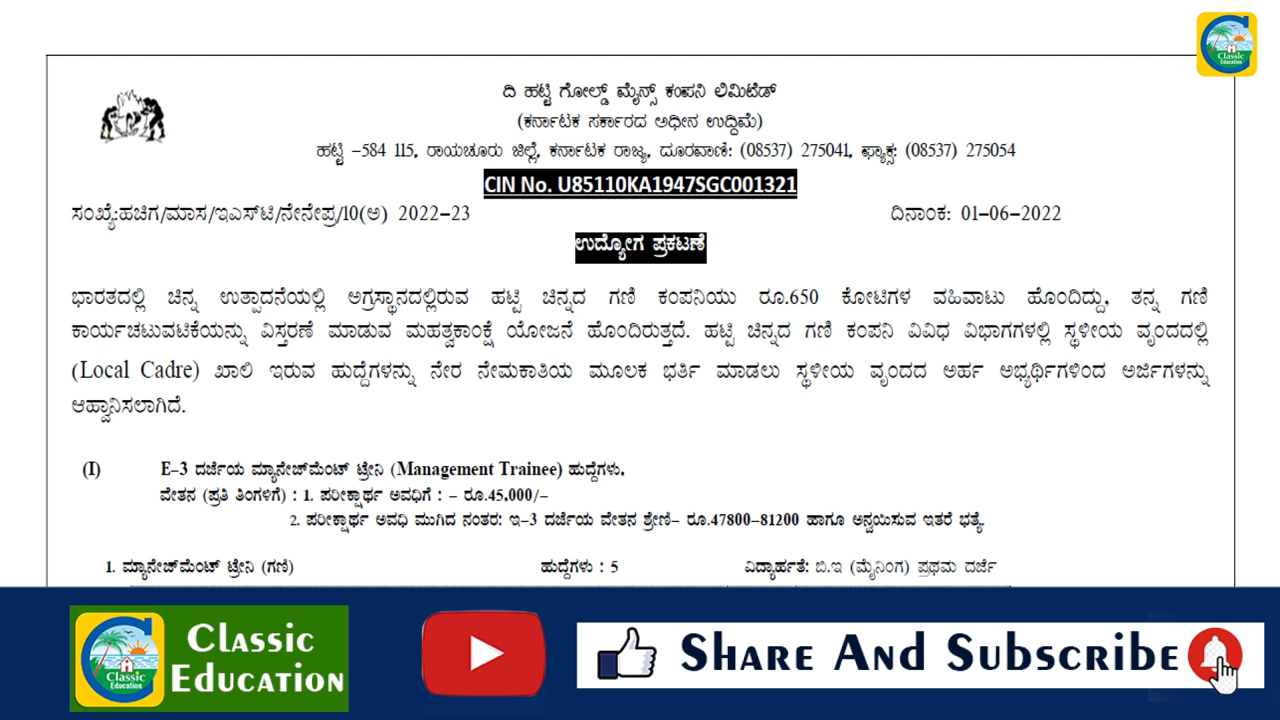 Classic
Education
ದಿ ಹಟ್ಟಿ ಗೋಲ್ಡ್ ಮೈನ್ಸ್ ಕಂಪನಿ ಲಿಮಿಟೆಡ್
(ಕರ್ನಾಟಕ ಸರ್ಕಾರದ ಅಧೀನ ಉದ್ದಿಮೆ)
ಹಟ್ಟಿ –584 115, ರಾಯಚೂರು ಜಿಲ್ಲೆ, ಕರ್ನಾಟಕ ರಾಜ್ಯ, ದೂರವಾಣಿ: (08537) 275041, ಫ್ಯಾಕ್ಸ: (08537) 275054
CIN No. U85110KA1947SGC001321
ಸಂಖ್ಯೆ:ಹಚಿಗ/ಮಾಸ/ಇಎಸ್‌ಟಿ/ನೇನೇಪ್ರ/10(ಅ) 2022–23 ದಿನಾಂಕ: 01–06–2022
ಉದ್ಯೋಗ ಪ್ರಕಟಣೆ
ಭಾರತದಲ್ಲಿ ಚಿನ್ನ ಉತ್ಪಾದನೆಯಲ್ಲಿ ಅಗ್ರಸ್ಥಾನದಲ್ಲಿರುವ ಹಟ್ಟಿ ಚಿನ್ನದ ಗಣಿ ಕಂಪನಿಯು ರೂ.650 ಕೋಟಿಗಳ ವಹಿವಾಟು ಹೊಂದಿದ್ದು, ತನ್ನ ಗಣಿ
ಕಾರ್ಯಚಟುವಟಿಕೆಯನ್ನು ವಿಸ್ತರಣೆ ಮಾಡುವ ಮಹತ್ವಕಾಂಕ್ಷೆ ಯೋಜನೆ ಹೊಂದಿರುತ್ತದೆ. ಹಟ್ಟಿ ಚಿನ್ನದ ಗಣಿ ಕಂಪನಿ ವಿವಿಧ ವಿಭಾಗಗಳಲ್ಲಿ ಸ್ಥಳೀಯ ವೃಂದದಲ್ಲಿ
(Local Cadre) ಖಾಲಿ ಇರುವ ಹುದ್ದೆಗಳನ್ನು ನೇರ ನೇಮಕಾತಿಯ ಮೂಲಕ ಭರ್ತಿ ಮಾಡಲು ಸ್ಥಳೀಯ ವೃಂದದ ಅರ್ಹ ಅಭ್ಯರ್ಥಿಗಳಿಂದ ಅರ್ಜಿಗಳನ್ನು
ಆಹ್ವಾನಿಸಲಾಗಿದೆ.
(I) E–3 ದರ್ಜೆಯ ಮ್ಯಾನೇಜ್‌ಮೆಂಟ್ ಟ್ರೇನಿ (Management Trainee) ಹುದ್ದೆಗಳು,
ವೇತನ (ಪ್ರತಿ ತಿಂಗಳಿಗೆ) : 1. ಪರೀಕ್ಷಾರ್ಥ ಅವಧಿಗೆ : – ರೂ.45,000/–
2. ಪರೀಕ್ಷಾರ್ಥ ಅವಧಿ ಮುಗಿದ ನಂತರ: ಇ–3 ದರ್ಜೆಯ ವೇತನ ಶ್ರೇಣಿ– ರೂ.47800–81200 ಹಾಗೂ ಅನ್ವಯಿಸುವ ಇತರೆ ಭತ್ಯೆ.
1. ಮ್ಯಾನೇಜ್‌ಮೆಂಟ್ ಟ್ರೇನಿ (ಗಣಿ) ಹುದ್ದೆಗಳು : 5 ವಿದ್ಯಾರ್ಹತೆ: ಬಿ.ಇ (ಮೈನಿಂಗ) ಪ್ರಥಮ ದರ್ಜೆ
Classic
Education
Classic
Education
Share And Subscribe